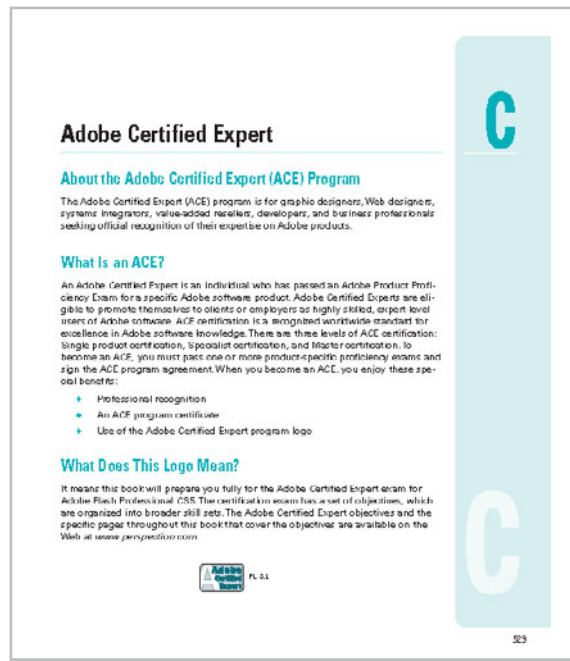 C
Adobe Certified Expert
About the Adobe Certified Expert (ACE) Program
The Adobe Certified Expert (ACE) program is for graphic designers, Web designers,
systems integrators, value-added resellers, developers, and business professionals
seeking official recognition of their expertise on Adobe products.
What Is an ACE?
An Adobe Certified Expert is an individual who has passed an Adobe Product Profi-
ciency Exam for a specific Adobe software product. Adobe Certified Experts are eli-
gible to promote themselves to clients or employers as highly skilled, expert-level
users of Adobe software. ACE certification is a recognized worldwide standard for
excellence in Adobe software knowledge. There are three levels of ACE certification:
Single product certification, Specialist certification, and Master certification. To
become an ACE, you must pass one or more product-specific proficiency exams and
sign the ACE program agreement. When you become an ACE, you enjoy these spe-
cial benefits:
Professional recognition
An ACE program certificate
Use of the Adobe Certified Expert program logo
What Does This Logo Mean?
It means this book will prepare you fully for the Adobe Certified Expert exam for
Adobe Flash Professional CS5. The certification exam has a set of objectives, which
are organized into broader skill sets. The Adobe Certified Expert objectives and the
specific pages throughout this book that cover the objectives are available on the
Web at www.perspection.com.
Adobe
Certified
Expert
FL 3.1
C
529